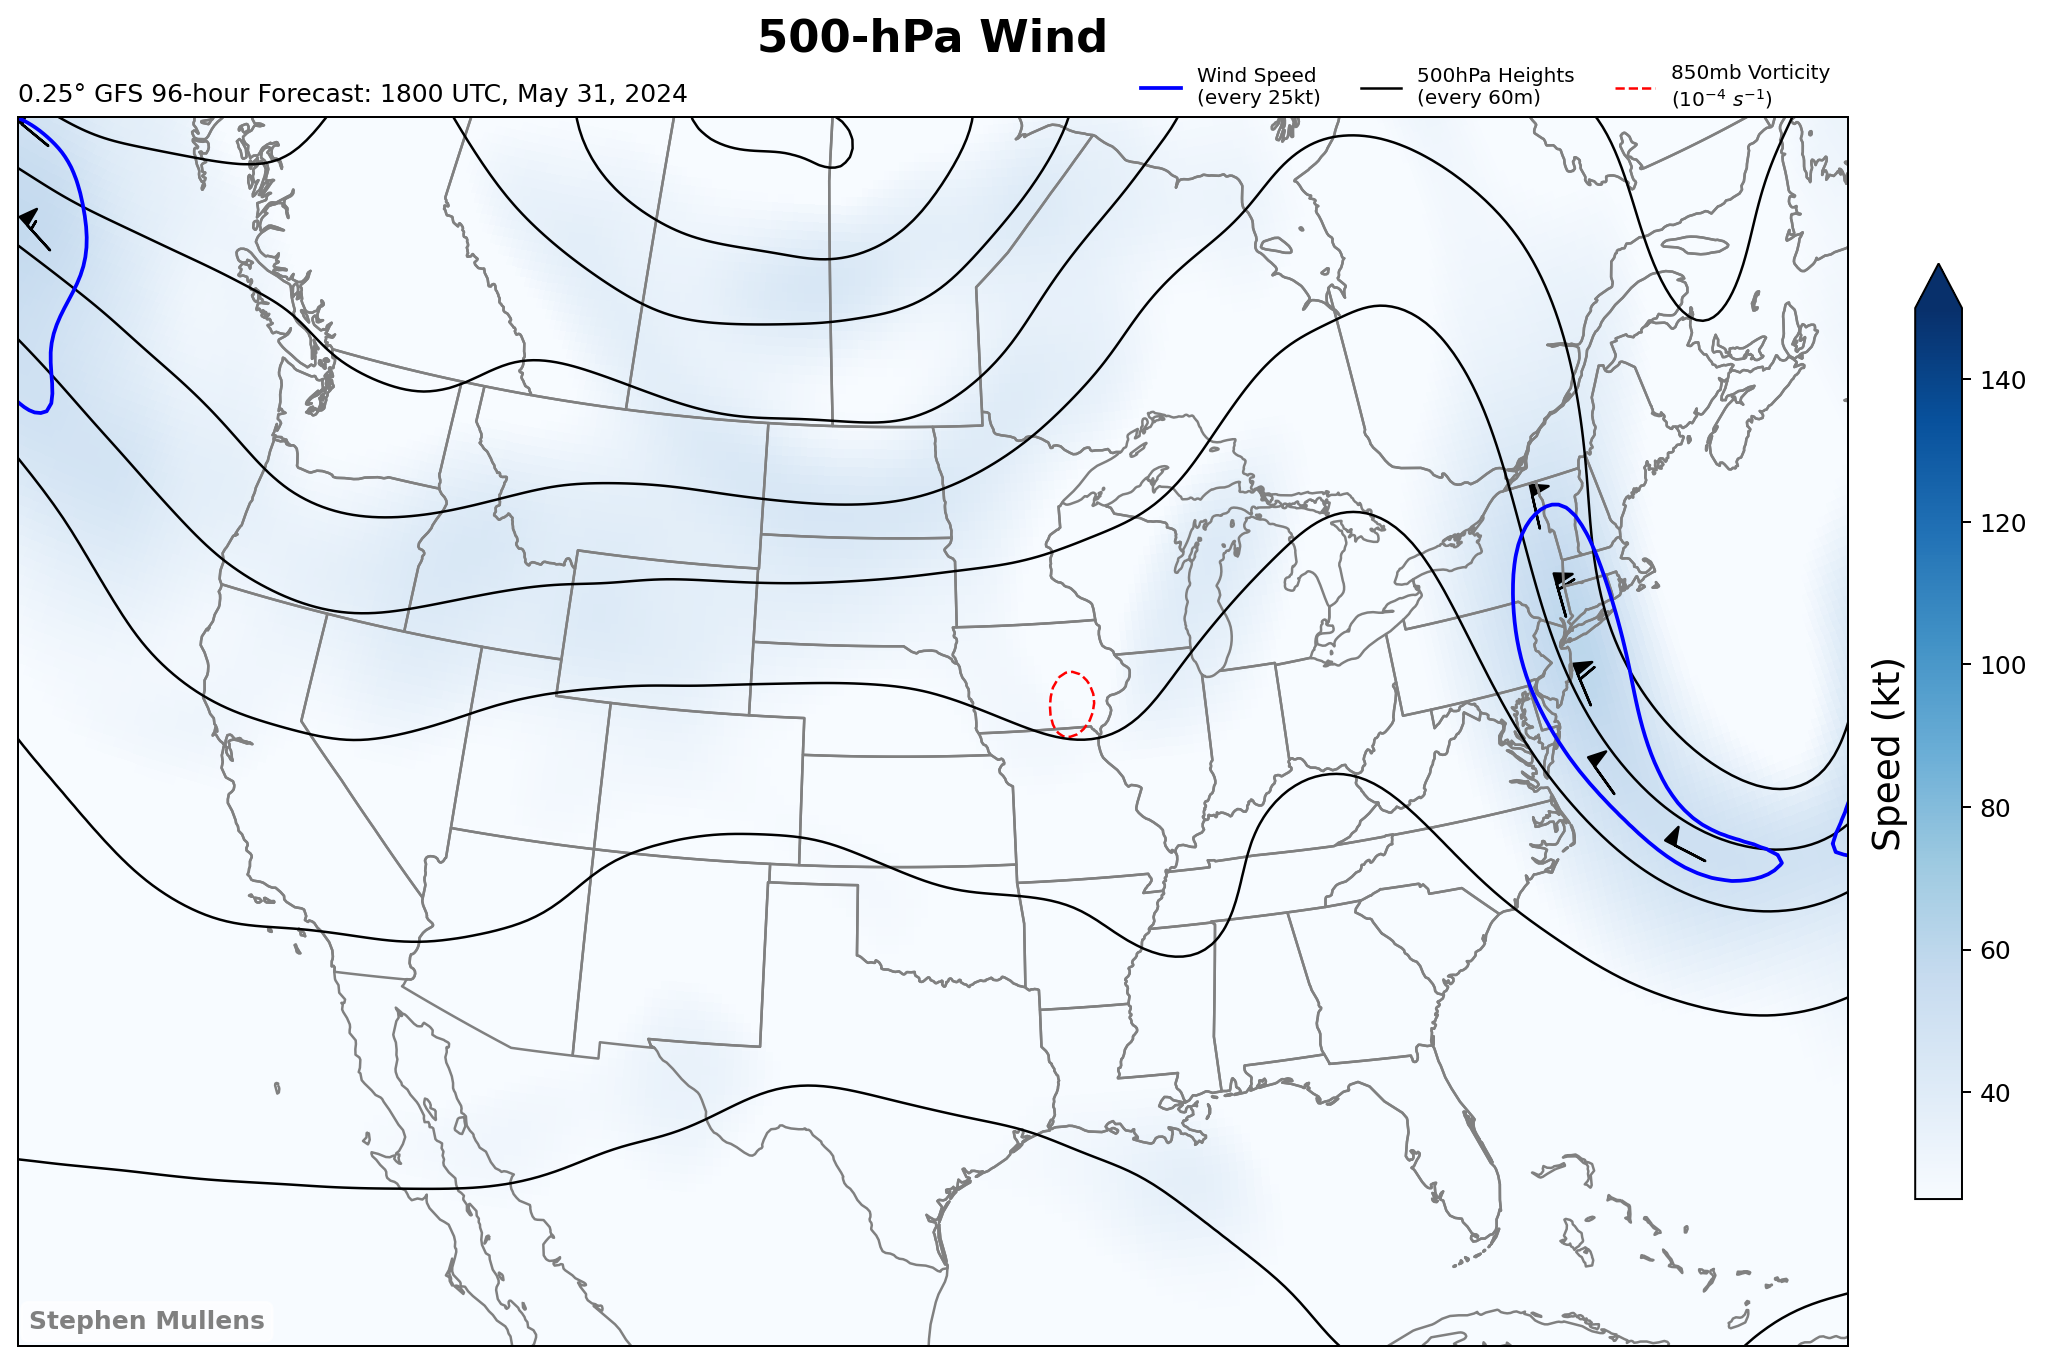 500-hPa Wind
0.25° GFS 96-hour Forecast: 1800 UTC, May 31, 2024
Wind Speed
(every 25kt)
500hPa Heights
(every 60m)
850mb Vorticity
(10⁻⁴ s⁻¹)
140
120
100
80
60
40
Speed (kt)
Stephen Mullens